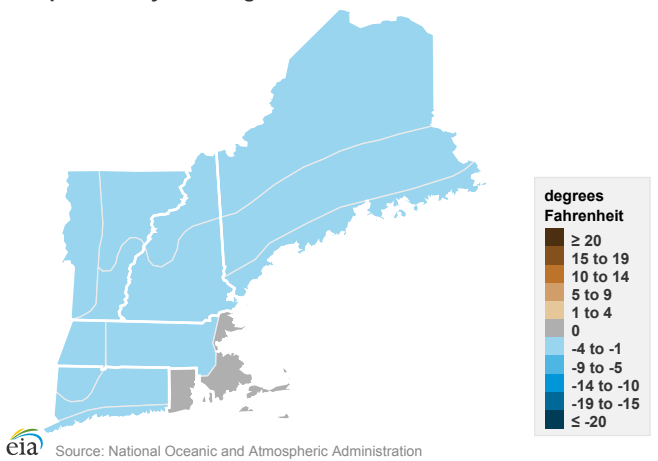 degrees
Fahrenheit
≥ 20
15 to 19
10 to 14
5 to 9
1 to 4
0
-4 to -1
-9 to -5
-14 to -10
-19 to -15
≤ -20
eia
Source: National Oceanic and Atmospheric Administration